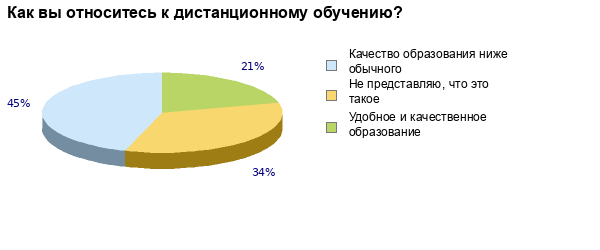 Как вы относитесь к дистанционному обучению?
21%
45%
34%
Качество образования ниже
обычного
Не представляю, что это
такое
Удобное и качественное
образование